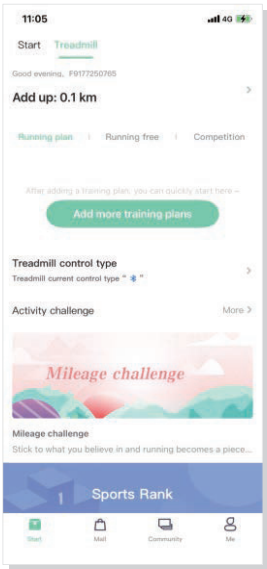 11:05
4G
Start Treadmill
Good evening, F9177250765
Add up: 0.1 km
Running plan Running free Competition
After adding a training plan, you can quickly start here ~
Add more training plans
Treadmill control type
Treadmill current control type " "
Activity challenge More >
Mileage challenge
Mileage challenge
Stick to what you believe in and running becomes a piece...
1
Sports Rank
Start Mall Community Me